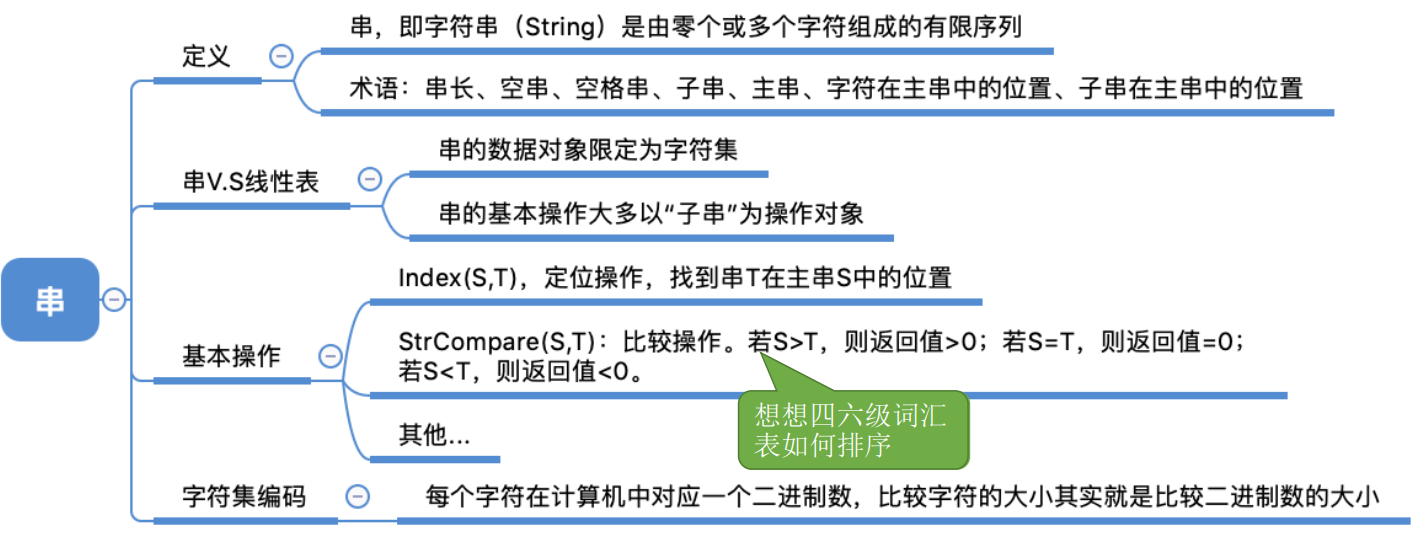 串
定义
串，即字符串（String）是由零个或多个字符组成的有限序列
术语：串长、空串、空格串、子串、主串、字符在主串中的位置、子串在主串中的位置
串V.S线性表
串的数据对象限定为字符集
串的基本操作大多以“子串”为操作对象
基本操作
Index(S,T)，定位操作，找到串T在主串S中的位置
StrCompare(S,T)：比较操作。若S>T，则返回值>0；若S=T，则返回值=0；
若S<T，则返回值<0。
想想四六级词汇
表如何排序
其他...
字符集编码
每个字符在计算机中对应一个二进制数，比较字符的大小其实就是比较二进制数的大小